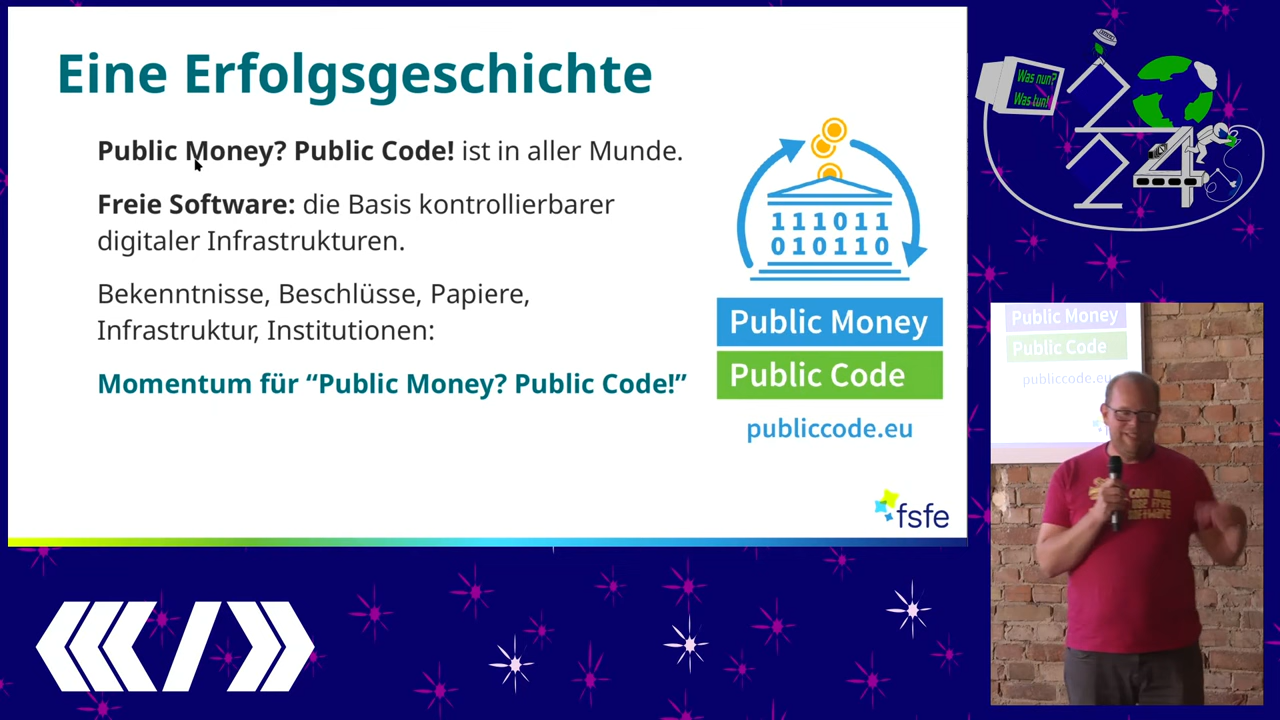 Eine Erfolgsgeschichte
Public Money? Public Code! ist in aller Munde.
Freie Software: die Basis kontrollierbarer
digitaler Infrastrukturen.
Bekenntnisse, Beschlüsse, Papiere,
Infrastruktur, Institutionen:
Momentum für “Public Money? Public Code!”
111011
010110
Public Money
Public Code
publiccode.eu
fsfe
Was nun?
Was tun!
2
24
Public Money
Public Code
publiccode.eu